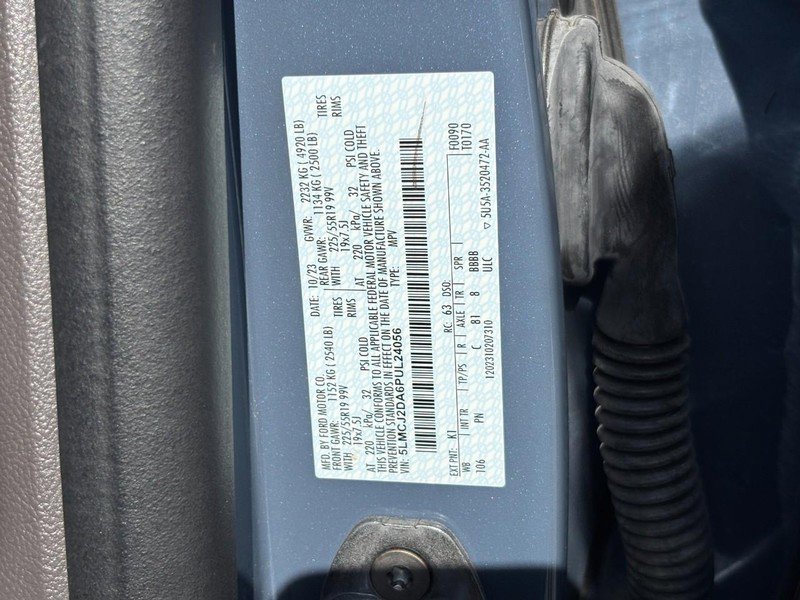 MFD. BY FORD MOTOR CO. DATE: 10/23 GVWR: 2232 KG ( 4920 LB)
FRONT GAWR: 1152 KG (2540 LB) REAR GAWR: 1134 KG (2500 LB)
WITH 225/55R19 99V TIRES WITH 225/55R19 99V TIRES
19x7.5J RIMS 19x7.5J RIMS
AT 220 kPa/ 32 PSI COLD AT 220 kPa/ 32 PSI COLD
THIS VEHICLE CONFORMS TO ALL APPLICABLE FEDERAL MOTOR VEHICLE SAFETY AND THEFT
PREVENTION STANDARDS IN EFFECT ON THE DATE OF MANUFACTURE SHOWN ABOVE.
VIN: 5LMCJ2DA6PUL24056 TYPE: MPV
F0090
EXT PNT: K1 RC: 63 DSO: T0170
WB INT TR TP/PS R AXLE TR SPR
106 PN C 81 8 BBBB
1202310207310 ULC
5U5A-3520472-AA